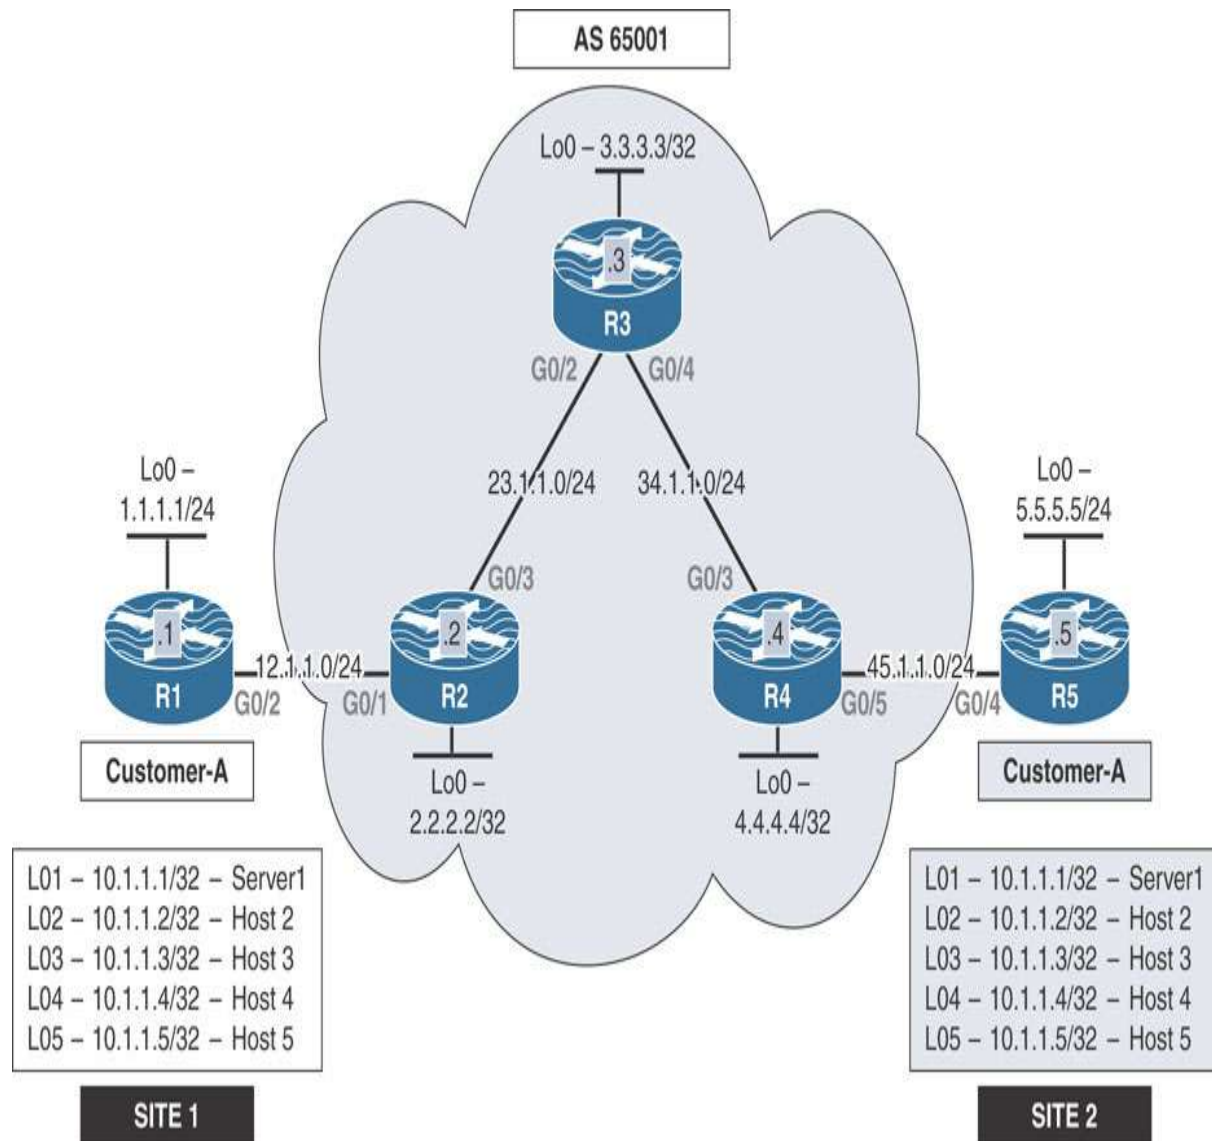 AS 65001
Lo0 – 3.3.3.3/32
.3
R3
G0/2
G0/4
23.1.1.0/24
34.1.1.0/24
Lo0 –
1.1.1.1/24
Lo0 –
5.5.5.5/24
G0/3
G0/3
.1
R1
12.1.1.0/24
G0/2
G0/1
.2
R2
.4
R4
45.1.1.0/24
G0/5
G0/4
.5
R5
Customer-A
Lo0 –
2.2.2.2/32
Lo0 –
4.4.4.4/32
Customer-A
L01 – 10.1.1.1/32 – Server1
L02 – 10.1.1.2/32 – Host 2
L03 – 10.1.1.3/32 – Host 3
L04 – 10.1.1.4/32 – Host 4
L05 – 10.1.1.5/32 – Host 5
SITE 1
L01 – 10.1.1.1/32 – Server1
L02 – 10.1.1.2/32 – Host 2
L03 – 10.1.1.3/32 – Host 3
L04 – 10.1.1.4/32 – Host 4
L05 – 10.1.1.5/32 – Host 5
SITE 2